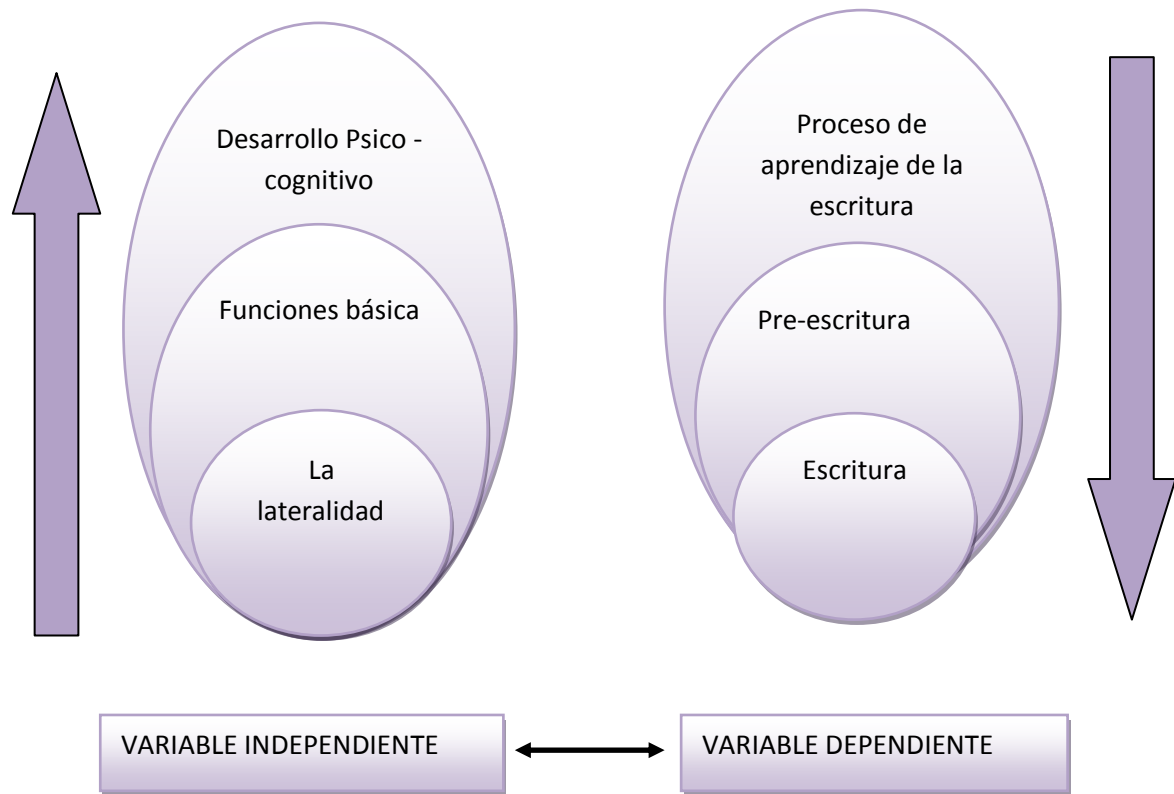 Desarrollo Psico -
cognitivo
Funciones básica
La
lateralidad
Proceso de
aprendizaje de la
escritura
Pre-escritura
Escritura
VARIABLE INDEPENDIENTE
VARIABLE DEPENDIENTE